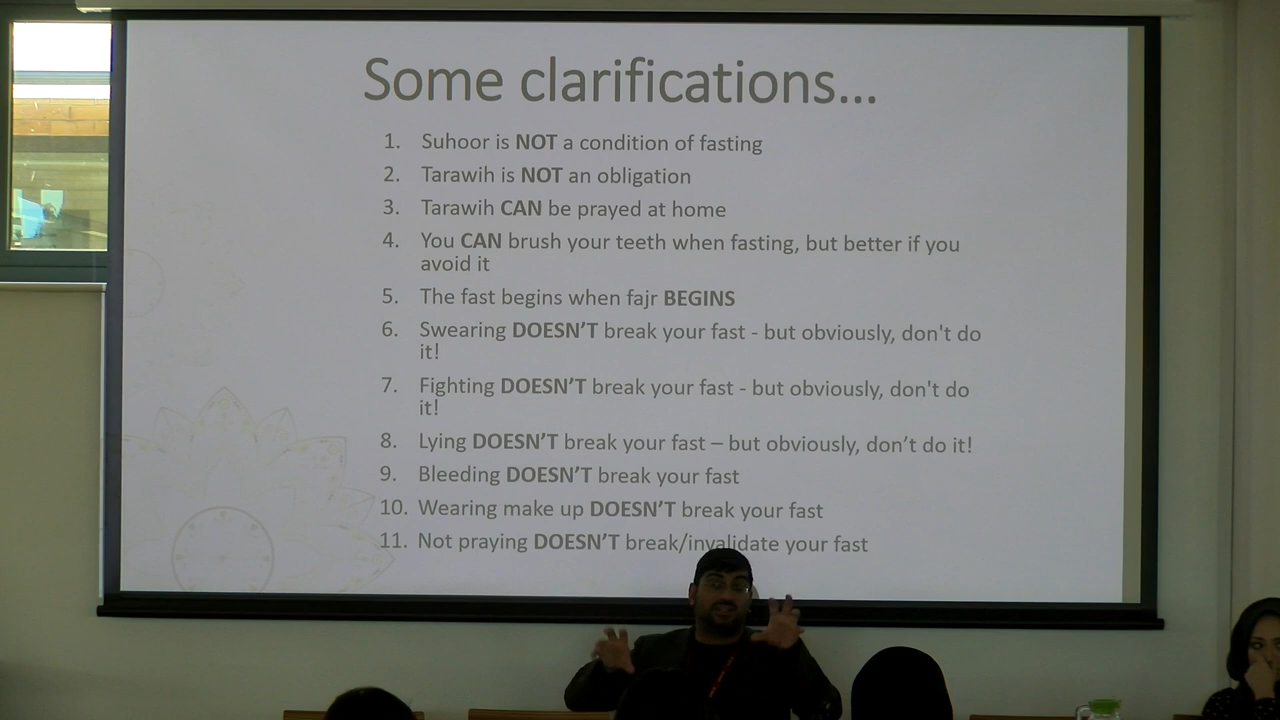 Some clarifications...
1. Suhoor is NOT a condition of fasting
2. Tarawih is NOT an obligation
3. Tarawih CAN be prayed at home
4. You CAN brush your teeth when fasting, but better if you
avoid it
5. The fast begins when fajr BEGINS
6. Swearing DOESN'T break your fast - but obviously, don't do
it!
7. Fighting DOESN'T break your fast - but obviously, don't do
it!
8. Lying DOESN'T break your fast – but obviously, don't do it!
9. Bleeding DOESN'T break your fast
10. Wearing make up DOESN'T break your fast
11. Not praying DOESN'T break/invalidate your fast